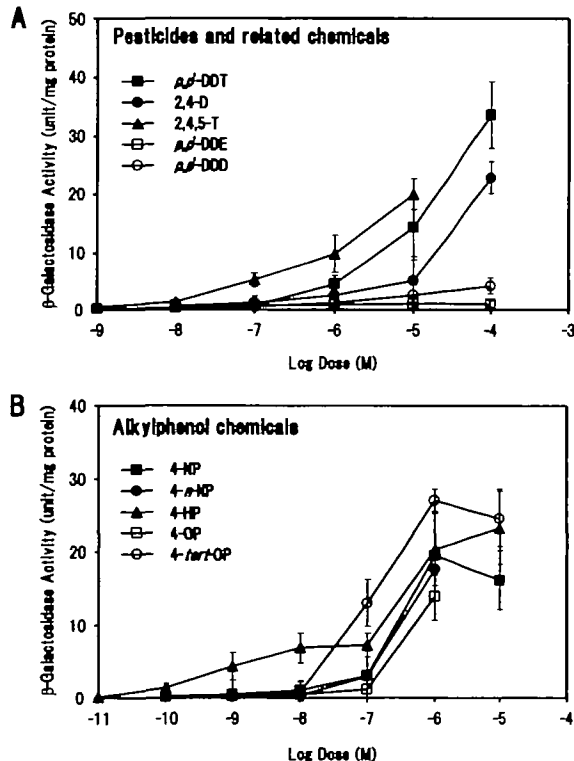 A
Pesticides and related chemicals
p,p'-DDT
2,4-D
2,4,5-T
p,p'-DDE
p,p'-DDD
β-Galactosidase Activity (unit/mg protein)
50
40
30
20
10
0
-9 -8 -7 -6 -5 -4 -3
Log Dose (M)
B
Alkylphenol chemicals
4-NP
4-n-NP
4-HP
4-OP
4-tert-OP
β-Galactosidase Activity (unit/mg protein)
40
30
20
10
0
-11 -10 -9 -8 -7 -6 -5 -4
Log Dose (M)